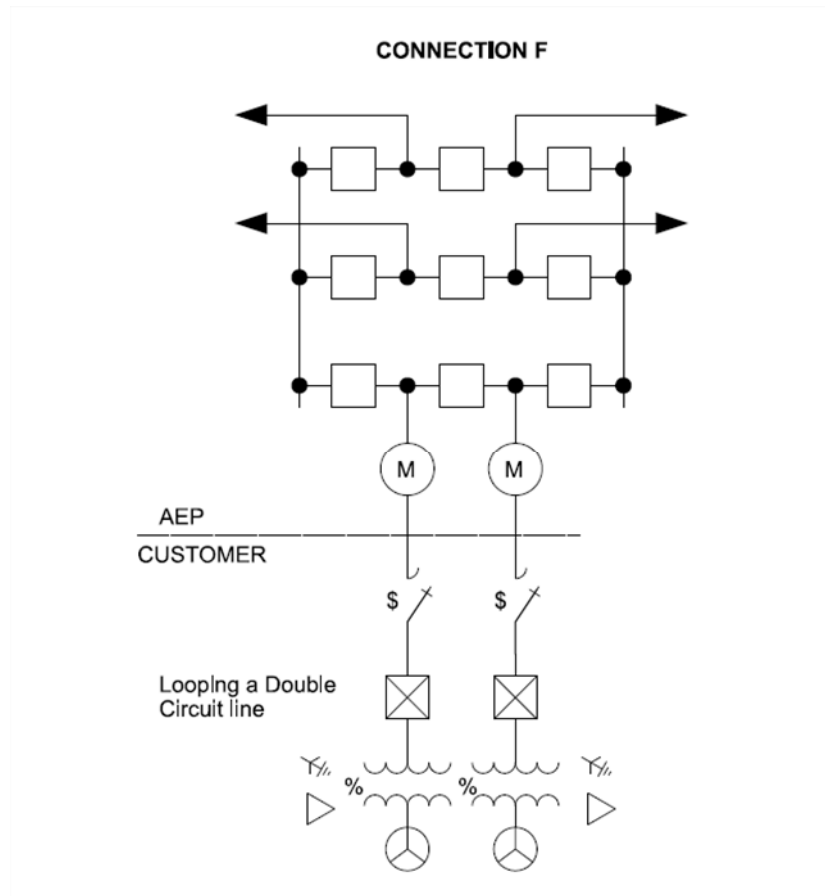 CONNECTION F
M M
AEP
CUSTOMER
$ $
Looping a Double
Circuit line
% %